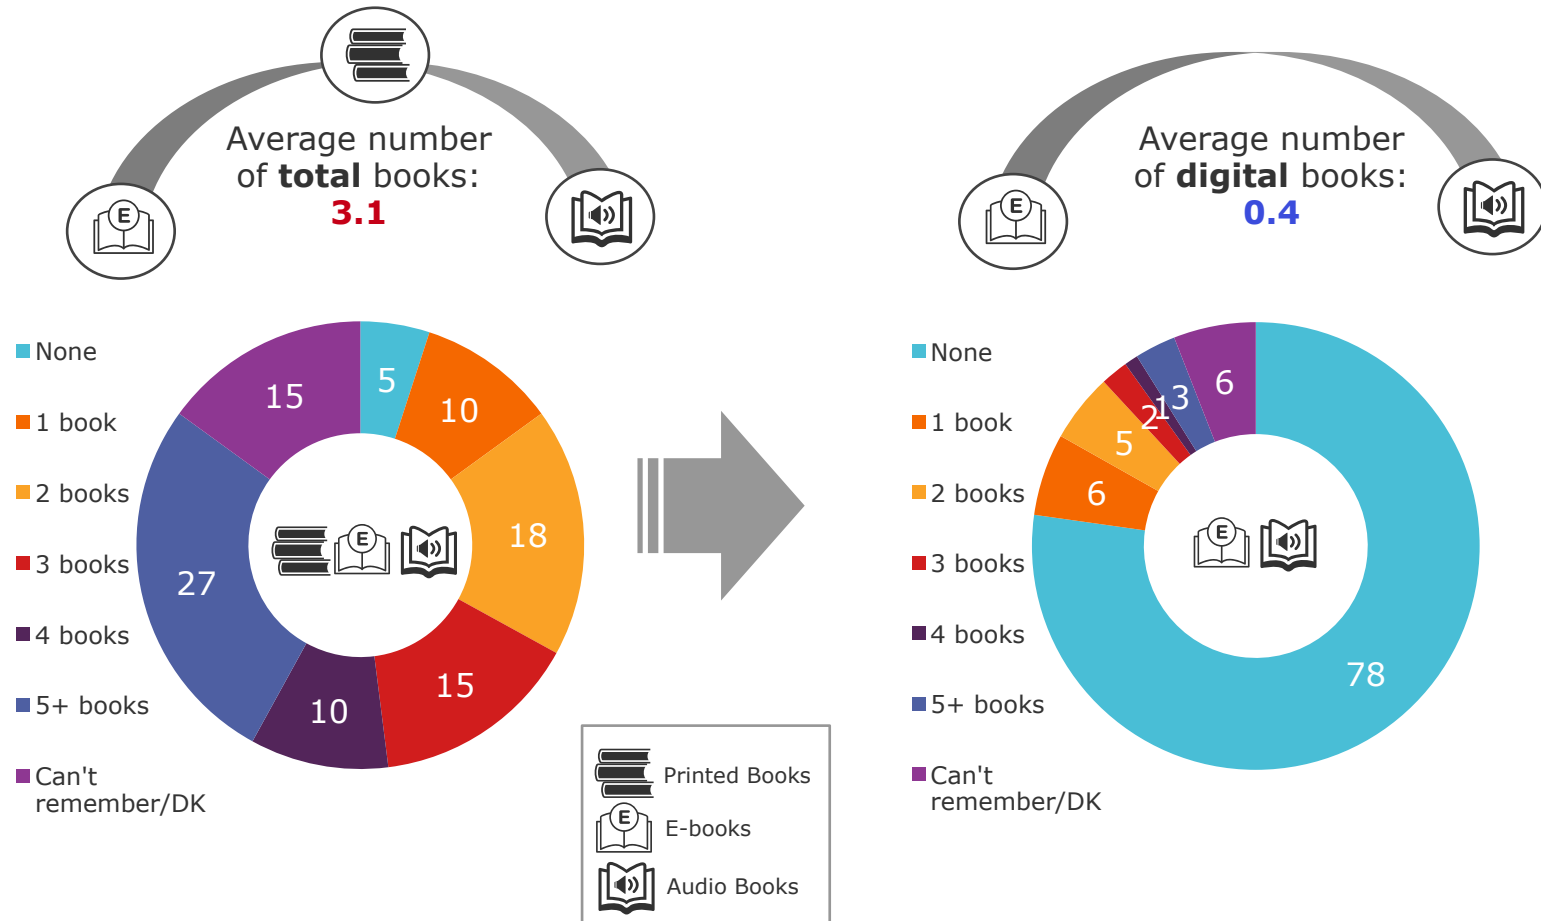 Average number
of total books:
3.1
E
None
1 book
2 books
3 books
4 books
5+ books
Can't
remember/DK
5
10
18
15
10
27
15
E
Printed Books
E
E-books
Audio Books
Average number
of digital books:
0.4
E
None
1 book
2 books
3 books
4 books
5+ books
Can't
remember/DK
78
6
5
2
1
3
6
E